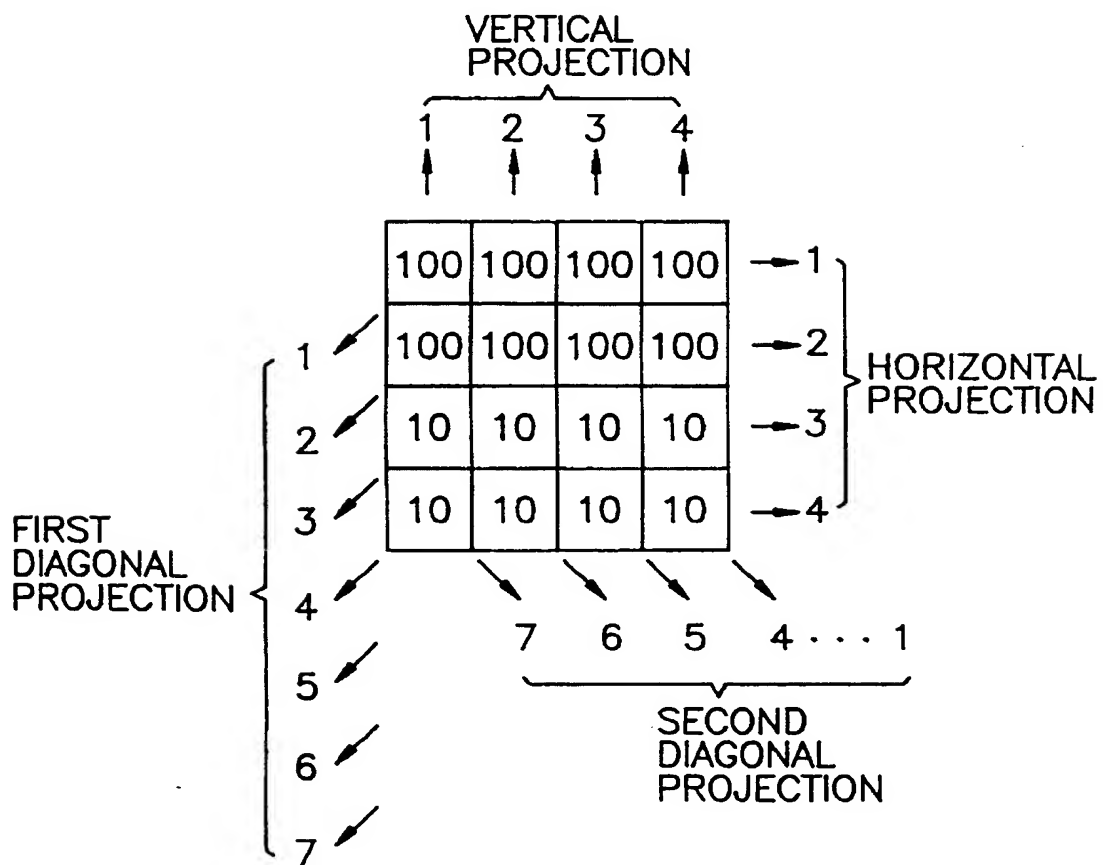 VERTICAL
PROJECTION
1 2 3 4
100 100 100 100 1
100 100 100 100 2
10 10 10 10 3
10 10 10 10 4
HORIZONTAL
PROJECTION
1
2
3
4
5
6
7
FIRST
DIAGONAL
PROJECTION
7 6 5 4 · · · 1
SECOND
DIAGONAL
PROJECTION